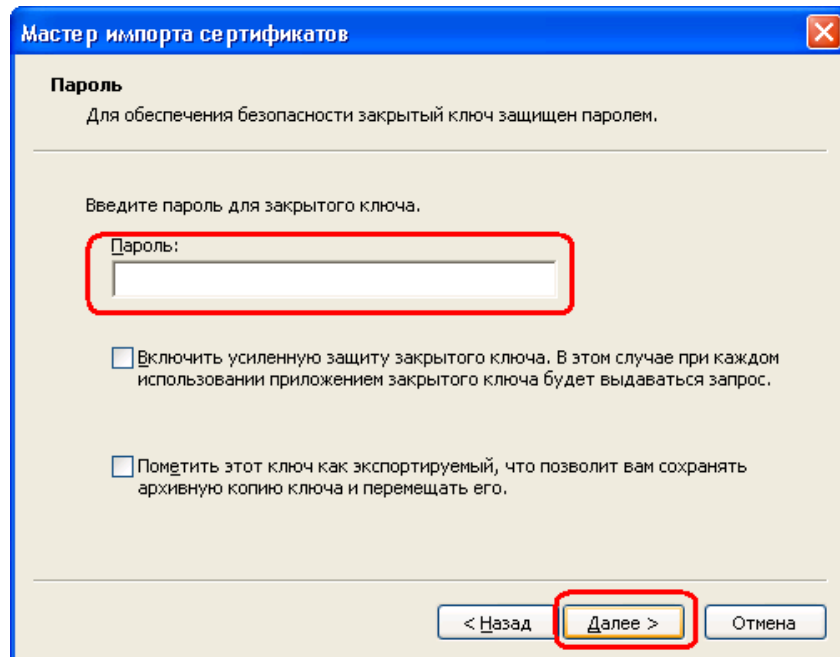 Мастер импорта сертификатов
Пароль
Для обеспечения безопасности закрытый ключ защищен паролем.
Введите пароль для закрытого ключа.
Пароль:
Включить усиленную защиту закрытого ключа. В этом случае при каждом
использовании приложением закрытого ключа будет выдаваться запрос.
Пометить этот ключ как экспортируемый, что позволит вам сохранять
архивную копию ключа и перемещать его.
< Назад
Далее >
Отмена